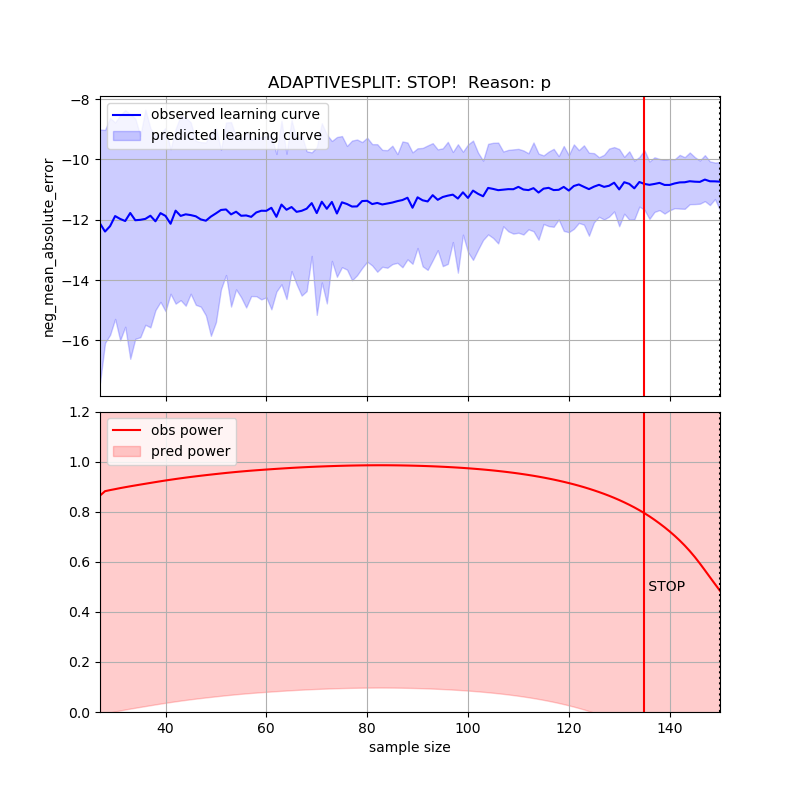 ADAPTIVESPLIT: STOP!  Reason: p
−8
−10
−12
−14
−16
neg_mean_absolute_error
observed learning curve
predicted learning curve
1.2
1.0
0.8
0.6
0.4
0.2
0.0
obs power
pred power
STOP
40 60 80 100 120 140
sample size